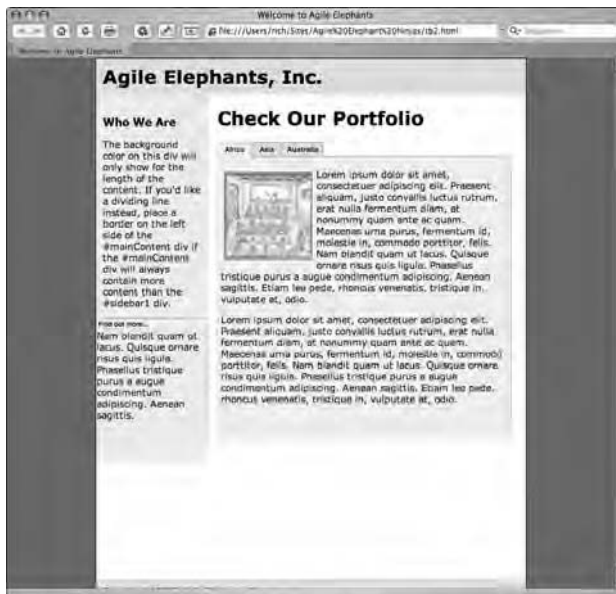 Welcome to Agile Elephants
file:///Users/rich/Sites/Agile%20Elephant%20Ninjas/tb2.html
Welcome to Agile Elephants
Agile Elephants, Inc.
Who We Are
The background
color on this div will
only show for the
length of the
content. If you'd like
a dividing line
instead, place a
border on the left
side of the
#mainContent div if
the #mainContent
div will always
contain more
content than the
#sidebar1 div.
Find out more...
Nam blandit quam ut
lacus. Quisque ornare
risus quis ligula.
Phasellus tristique
purus a augue
condimentum
adipiscing. Aenean
sagittis.
Check Our Portfolio
Africa Asia Australia
Lorem ipsum dolor sit amet,
consectetuer adipiscing elit. Praesent
aliquam, justo convallis luctus rutrum,
erat nulla fermentum diam, at
nonummy quam ante ac quam.
Maecenas urna purus, fermentum id,
molestie in, commodo porttitor, felis.
Nam blandit quam ut lacus. Quisque
ornare risus quis ligula. Phasellus
tristique purus a augue condimentum adipiscing. Aenean
sagittis. Etiam leo pede, rhoncus venenatis, tristique in,
vulputate at, odio.
Lorem ipsum dolor sit amet, consectetuer adipiscing elit.
Praesent aliquam, justo convallis luctus rutrum, erat nulla
fermentum diam, at nonummy quam ante ac quam.
Maecenas urna purus, fermentum id, molestie in, commodo
porttitor, felis. Nam blandit quam ut lacus. Quisque ornare
risus quis ligula. Phasellus tristique purus a augue
condimentum adipiscing. Aenean sagittis. Etiam leo pede,
rhoncus venenatis, tristique in, vulputate at, odio.